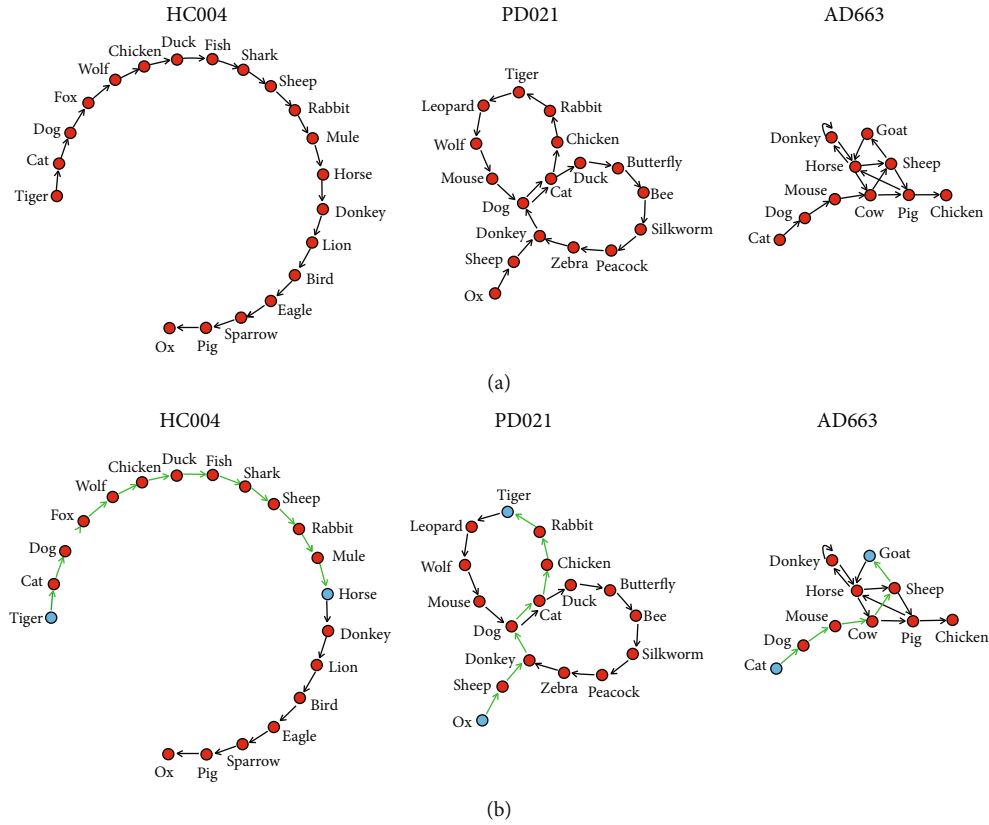 HC004
PD021
AD663
Tiger
Cat
Dog
Fox
Wolf
Chicken
Duck
Fish
Shark
Sheep
Rabbit
Mule
Horse
Donkey
Lion
Bird
Eagle
Sparrow
Pig
Ox
Tiger
Leopard
Rabbit
Wolf
Chicken
Mouse
Duck
Butterfly
Cat
Bee
Dog
Donkey
Silkworm
Sheep
Zebra
Peacock
Ox
Donkey
Goat
Horse
Sheep
Mouse
Cow
Pig
Chicken
Dog
Cat
(a)
HC004
PD021
AD663
Tiger
Cat
Dog
Fox
Wolf
Chicken
Duck
Fish
Shark
Sheep
Rabbit
Mule
Horse
Donkey
Lion
Bird
Eagle
Sparrow
Pig
Ox
Tiger
Leopard
Rabbit
Wolf
Chicken
Mouse
Duck
Butterfly
Cat
Bee
Dog
Donkey
Silkworm
Sheep
Zebra
Peacock
Ox
Donkey
Goat
Horse
Sheep
Mouse
Cow
Pig
Chicken
Dog
Cat
(b)